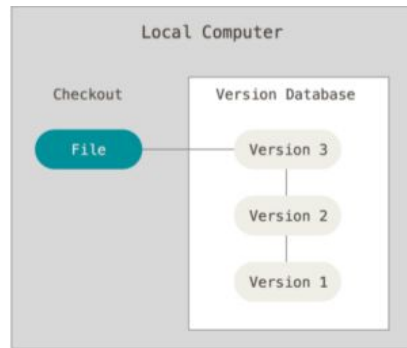 Local Computer
Checkout
Version Database
File
Version 3
Version 2
Version 1